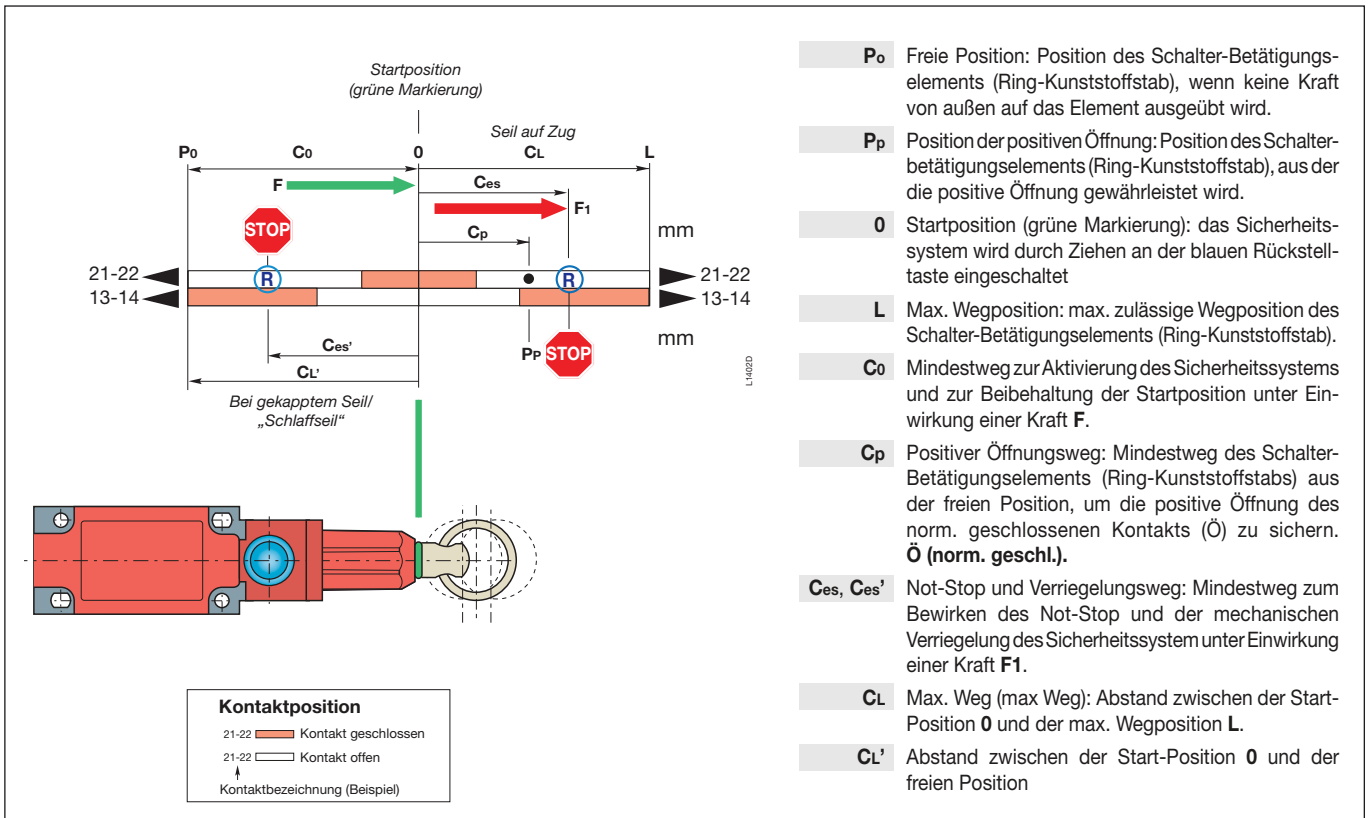 Startposition
(grüne Markierung)
Seil auf Zug
P0 C0 0 CL L
F Ces
F1
STOP Cp mm
21-22 R R 21-22
13-14 13-14
Ces' PP STOP mm
CL'
L1402D
Bei gekapptem Seil/
„Schlaffseil“
Kontaktposition
21-22 Kontakt geschlossen
21-22 Kontakt offen
Kontaktbezeichnung (Beispiel)
Po Freie Position: Position des Schalter-Betätigungs-
elements (Ring-Kunststoffstab), wenn keine Kraft
von außen auf das Element ausgeübt wird.
Pp Position der positiven Öffnung: Position des Schalter-
betätigungselements (Ring-Kunststoffstab), aus der
die positive Öffnung gewährleistet wird.
0 Startposition (grüne Markierung): das Sicherheits-
system wird durch Ziehen an der blauen Rückstell-
taste eingeschaltet
L Max. Wegposition: max. zulässige Wegposition des
Schalter-Betätigungselements (Ring-Kunststoffstab).
C0 Mindestweg zur Aktivierung des Sicherheitssystems
und zur Beibehaltung der Startposition unter Ein-
wirkung einer Kraft F.
Cp Positiver Öffnungsweg: Mindestweg des Schalter-
Betätigungselements (Ring-Kunststoffstabs) aus
der freien Position, um die positive Öffnung des
norm. geschlossenen Kontakts (Ö) zu sichern.
Ö (norm. geschl.).
Ces, Ces’ Not-Stop und Verriegelungsweg: Mindestweg zum
Bewirken des Not-Stop und der mechanischen
Verriegelung des Sicherheitssystem unter Einwirkung
einer Kraft F1.
CL Max. Weg (max Weg): Abstand zwischen der Start-
Position 0 und der max. Wegposition L.
CL’ Abstand zwischen der Start-Position 0 und der
freien Position